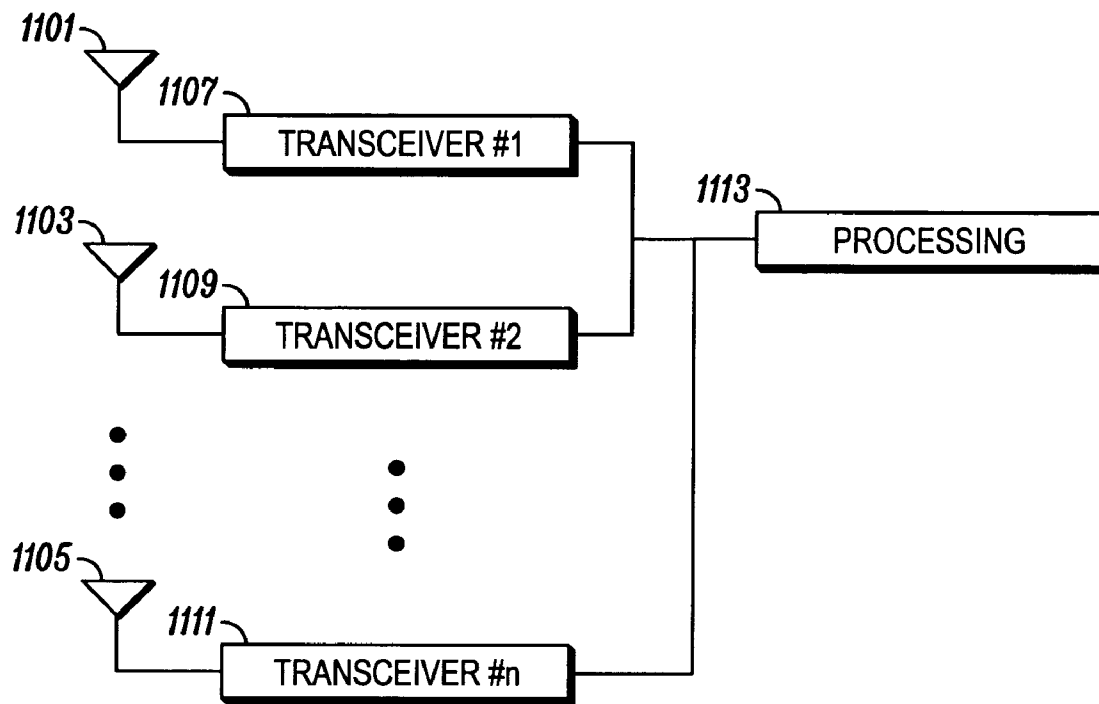 1101
1107
TRANSCEIVER #1
1103
1113
PROCESSING
1109
TRANSCEIVER #2
1105
1111
TRANSCEIVER #n